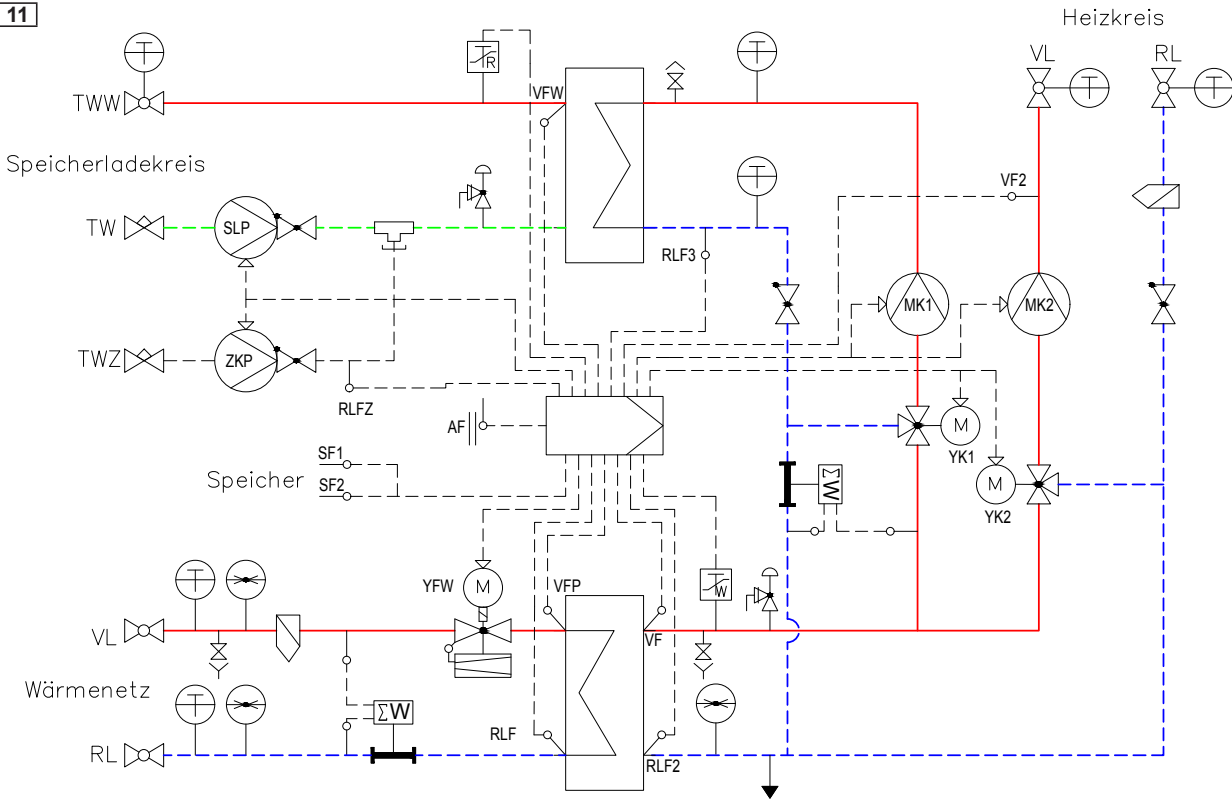 11
Heizkreis
VL
RL
T
T
T
T
T
R
TWW
VFW
Speicherladekreis
TW
SLP
RLF3
VF2
MK1
MK2
TWZ
ZKP
RLFZ
AF
M
YK1
SF1
Speicher
SF2
ΣW
M
YK2
T
YFW
M
VFP
W
VL
VF
Wärmenetz
T
ΣW
RLF
RLF2
RL